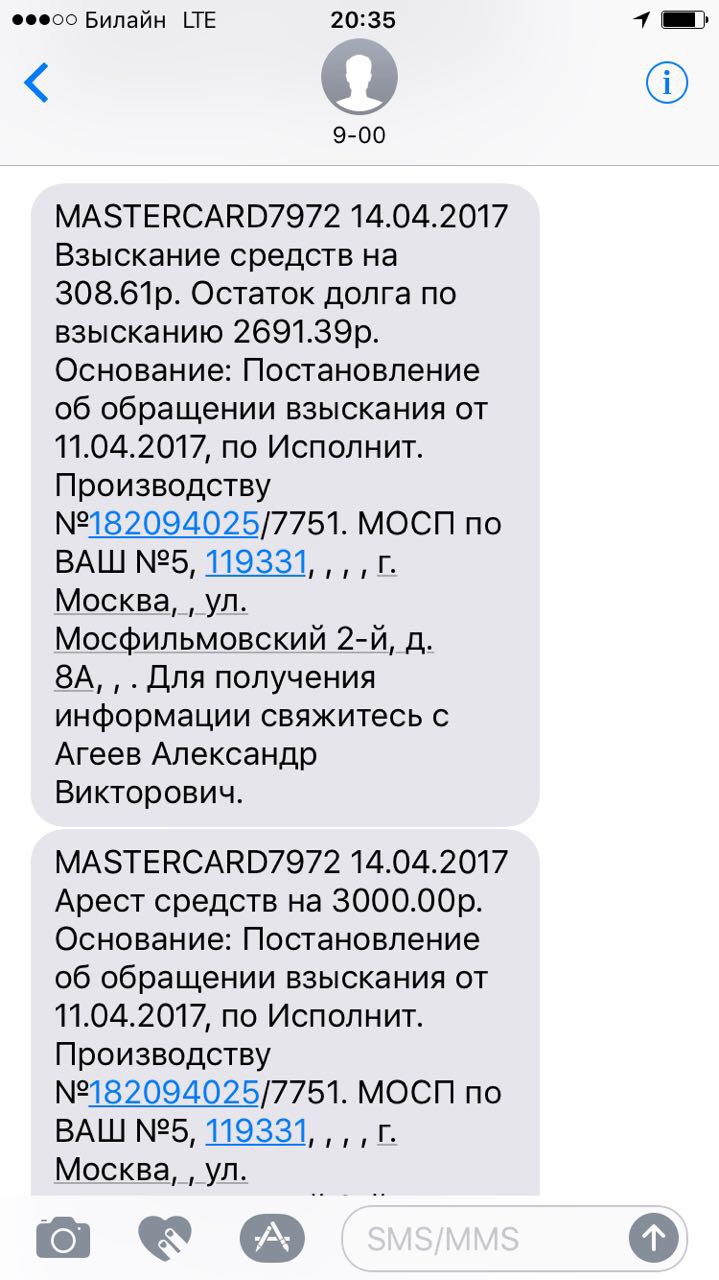 Билайн LTE 20:35
9-00
MASTERCARD7972 14.04.2017
Взыскание средств на
308.61р. Остаток долга по
взысканию 2691.39р.
Основание: Постановление
об обращении взыскания от
11.04.2017, по Исполнит.
Производству
№182094025/7751. МОСП по
ВАШ №5, 119331, , , , г.
Москва, , ул.
Мосфильмовский 2-й, д.
8А, , . Для получения
информации свяжитесь с
Агеев Александр
Викторович.
MASTERCARD7972 14.04.2017
Арест средств на 3000.00р.
Основание: Постановление
об обращении взыскания от
11.04.2017, по Исполнит.
Производству
№182094025/7751. МОСП по
ВАШ №5, 119331, , , , г.
Москва, , ул.
SMS/MMS